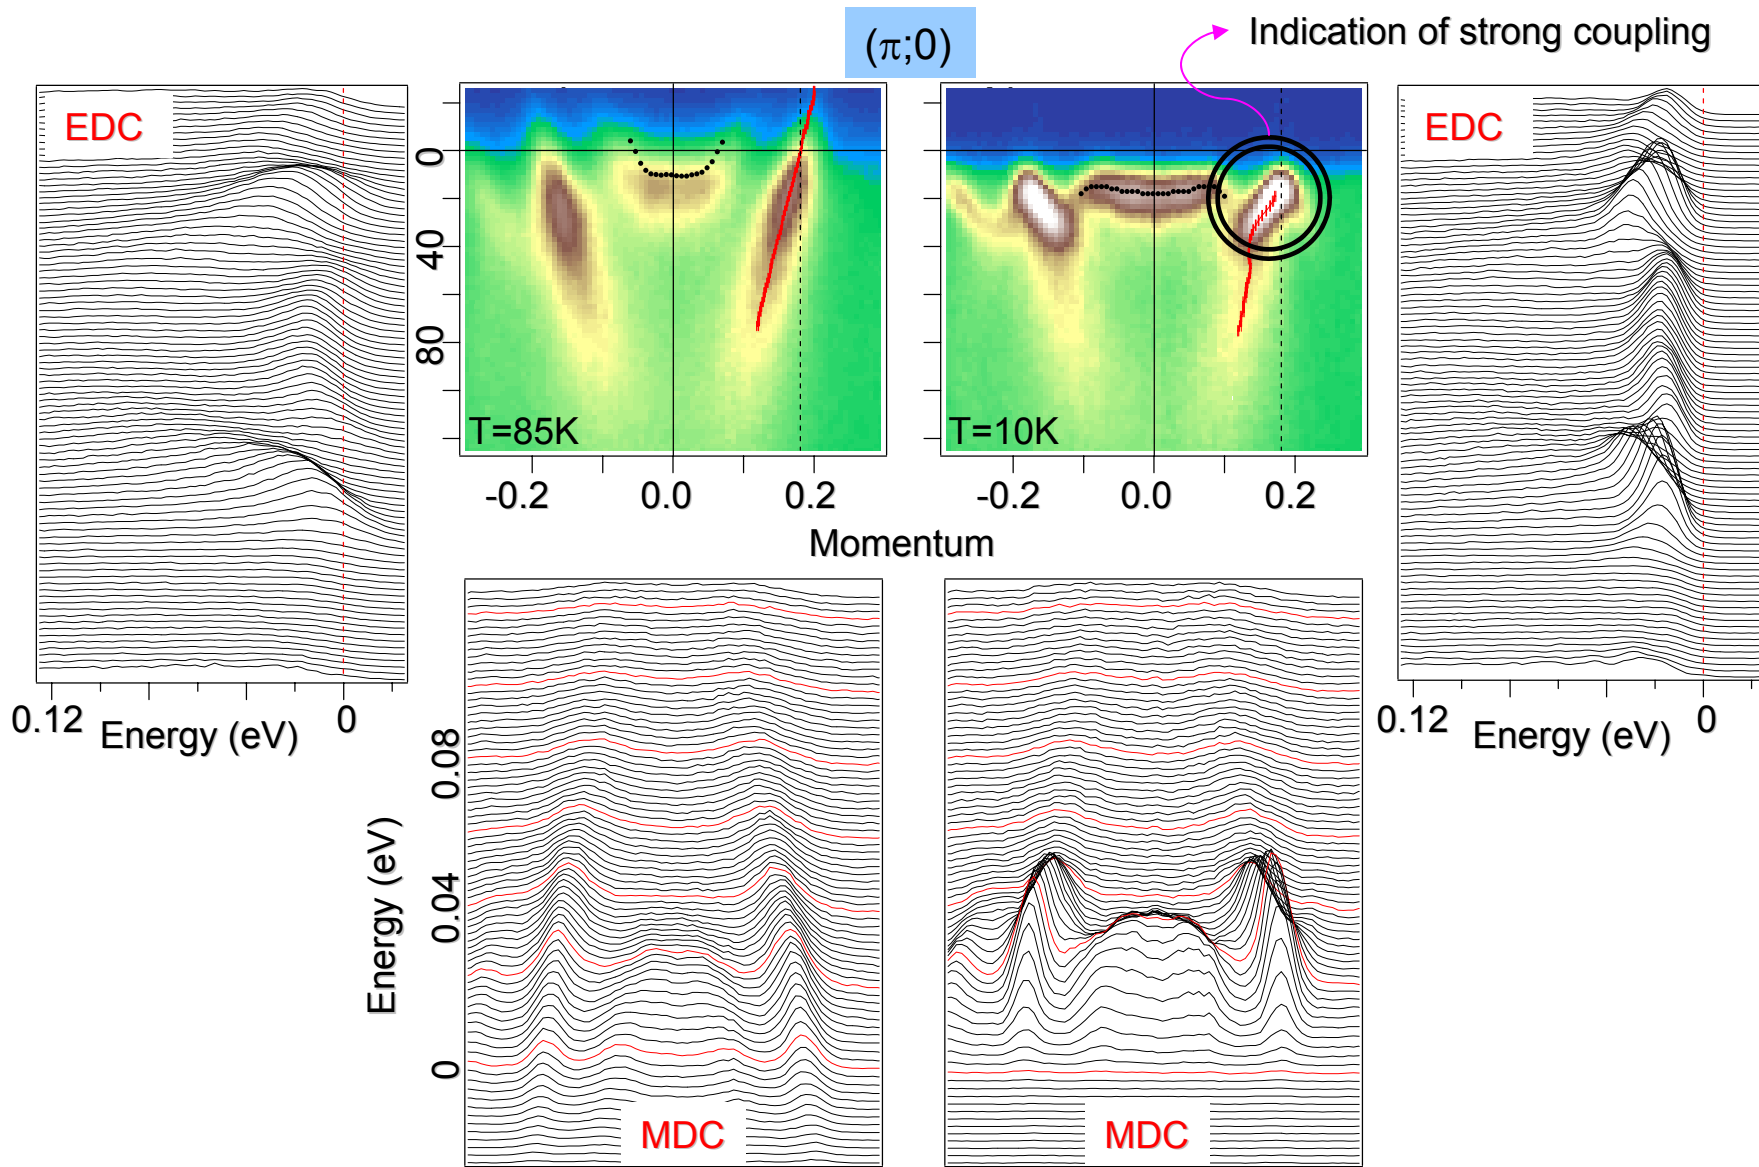 (π;0)
Indication of strong coupling
EDC
EDC
0
40
80
T=85K
T=10K
-0.2 0.0 0.2
-0.2 0.0 0.2
Momentum
0.12 0
Energy (eV)
0.12 0
Energy (eV)
0.08
0.04
0
Energy (eV)
MDC
MDC